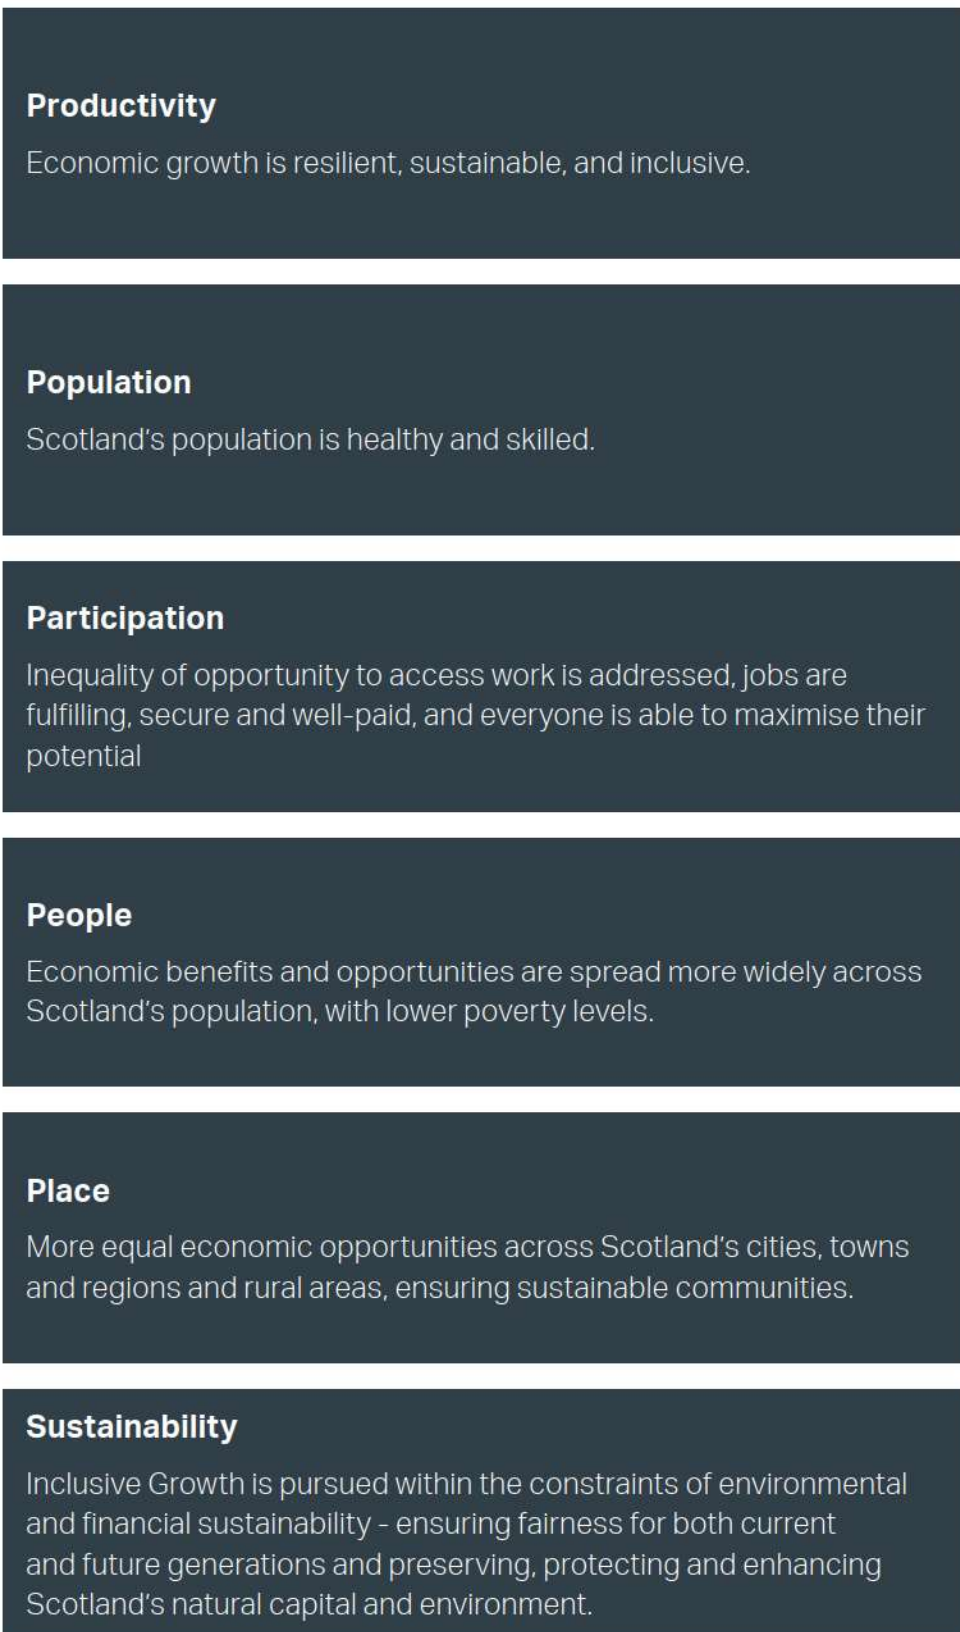 Productivity
Economic growth is resilient, sustainable, and inclusive.
Population
Scotland's population is healthy and skilled.
Participation
Inequality of opportunity to access work is addressed, jobs are
fulfilling, secure and well-paid, and everyone is able to maximise their
potential
People
Economic benefits and opportunities are spread more widely across
Scotland's population, with lower poverty levels.
Place
More equal economic opportunities across Scotland's cities, towns
and regions and rural areas, ensuring sustainable communities.
Sustainability
Inclusive Growth is pursued within the constraints of environmental
and financial sustainability - ensuring fairness for both current
and future generations and preserving, protecting and enhancing
Scotland's natural capital and environment.